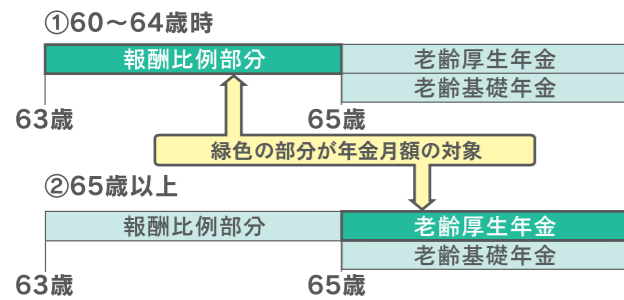 ①60～64歳時
報酬比例部分
老齢厚生年金
老齢基礎年金
63歳
65歳
緑色の部分が年金月額の対象
②65歳以上
報酬比例部分
老齢厚生年金
老齢基礎年金
63歳
65歳